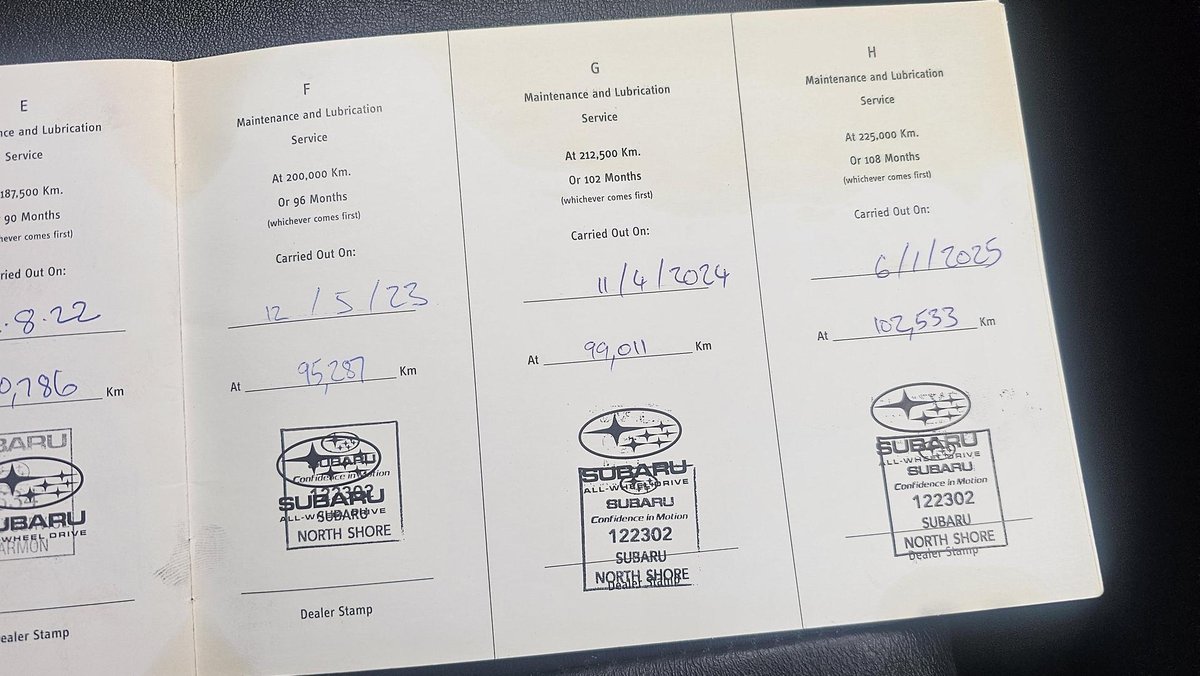 E
nce and Lubrication
Service
187,500 Km.
90 Months
never comes first)
ried Out On:
.8.22
0,786 Km
BARU
SUBARU
WHEEL DRIVE
ARMON
ealer Stamp
F
Maintenance and Lubrication
Service
At 200,000 Km.
Or 96 Months
(whichever comes first)
Carried Out On:
12 / 5 / 23
At 95,287 Km
SUBARU
Confidence in Motion
122302
SUBARU
ALL-WHEEL DRIVE
SUBARU
NORTH SHORE
Dealer Stamp
G
Maintenance and Lubrication
Service
At 212,500 Km.
Or 102 Months
(whichever comes first)
Carried Out On:
11/4/2024
At 99,011 Km
SUBARU
ALL-WHEEL DRIVE
SUBARU
Confidence in Motion
122302
SUBARU
NORTH SHORE
Dealer Stamp
H
Maintenance and Lubrication
Service
At 225,000 Km.
Or 108 Months
(whichever comes first)
Carried Out On:
6/1/2025
At 102,533 Km
SUBARU
ALL-WHEEL DRIVE
SUBARU
Confidence in Motion
122302
SUBARU
NORTH SHORE
Dealer Stamp